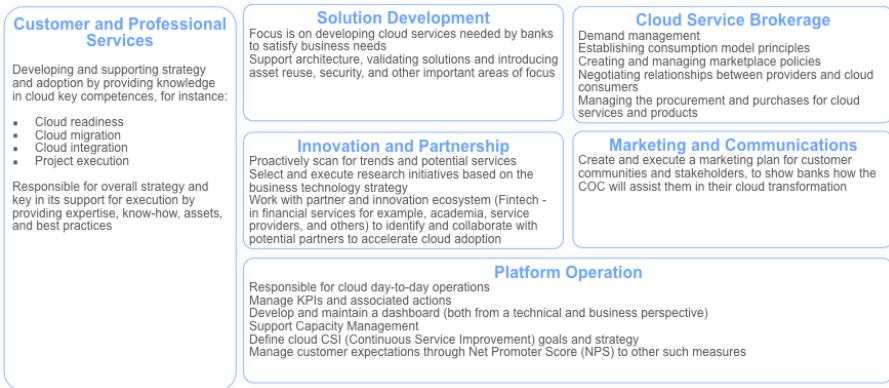 Customer and Professional
Services
Developing and supporting strategy
and adoption by providing knowledge
in cloud key competences, for instance:
▪ Cloud readiness
▪ Cloud migration
▪ Cloud integration
▪ Project execution
Responsible for overall strategy and
key in its support for execution by
providing expertise, know-how, assets,
and best practices
Solution Development
Focus is on developing cloud services needed by banks
to satisfy business needs
Support architecture, validating solutions and introducing
asset reuse, security, and other important areas of focus
Cloud Service Brokerage
Demand management
Establishing consumption model principles
Creating and managing marketplace policies
Negotiating relationships between providers and cloud
consumers
Managing the procurement and purchases for cloud
services and products
Innovation and Partnership
Proactively scan for trends and potential services
Select and execute research initiatives based on the
business technology strategy
Work with partner and innovation ecosystem (Fintech -
in financial services for example, academia, service
providers, and others) to identify and collaborate with
potential partners to accelerate cloud adoption
Marketing and Communications
Create and execute a marketing plan for customer
communities and stakeholders, to show banks how the
COC will assist them in their cloud transformation
Platform Operation
Responsible for cloud day-to-day operations
Manage KPIs and associated actions
Develop and maintain a dashboard (both from a technical and business perspective)
Support Capacity Management
Define cloud CSI (Continuous Service Improvement) goals and strategy
Manage customer expectations through Net Promoter Score (NPS) to other such measures